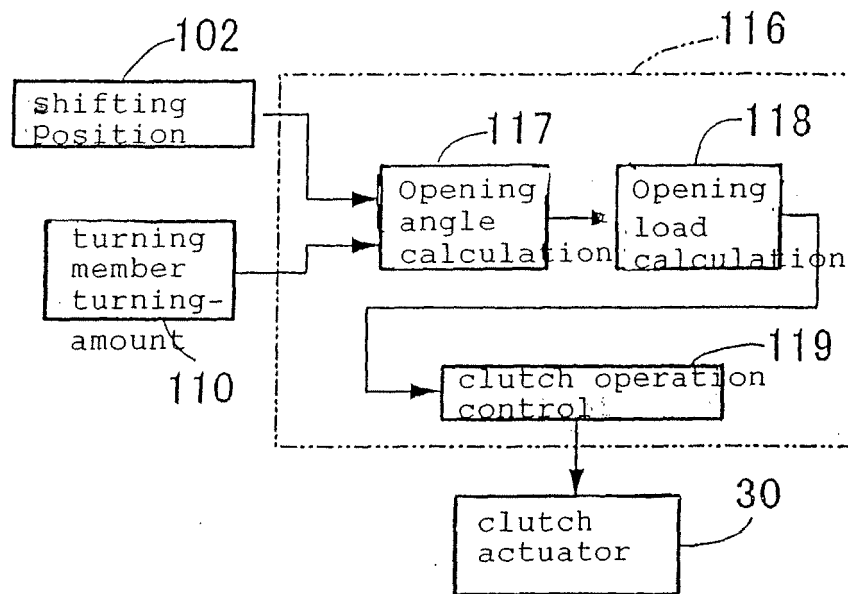 102
116
shifting
Position
117
118
Opening
angle
calculation
Opening
load
calculation
turning
member
turning-
amount
110
119
clutch operation
control
clutch
actuator
30